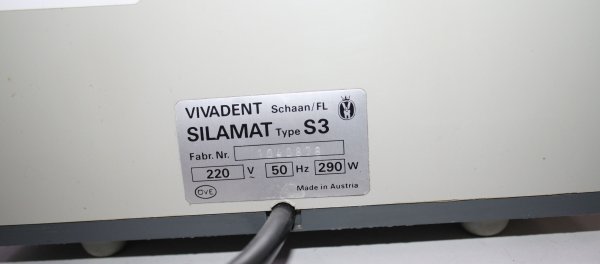 VIVADENT Schaan/FL
SILAMAT Type S3
Fabr. Nr.
220 V 50 Hz 290 W
ÖVE Made in Austria